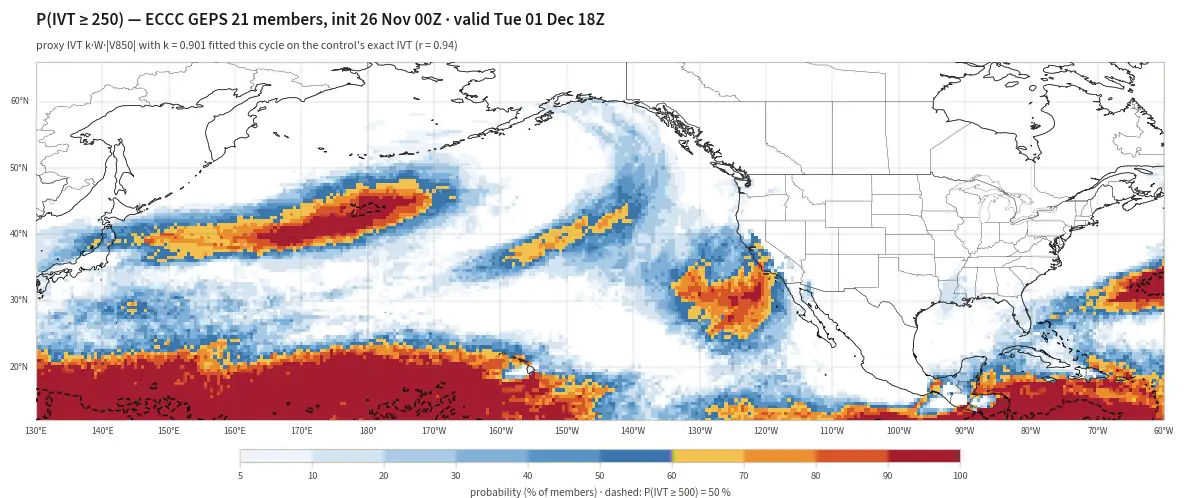 P(IVT ≥ 250) — ECCC GEPS 21 members, init 26 Nov 00Z · valid Tue 01 Dec 18Z
proxy IVT k·W·|V850| with k = 0.901 fitted this cycle on the control's exact IVT (r = 0.94)
60°N
50°N
40°N
30°N
20°N
130°E 140°E 150°E 160°E 170°E 180° 170°W 160°W 150°W 140°W 130°W 120°W 110°W 100°W 90°W 80°W 70°W 60°W
5 10 20 30 40 50 60 70 80 90 100
probability (% of members) · dashed: P(IVT ≥ 500) = 50 %